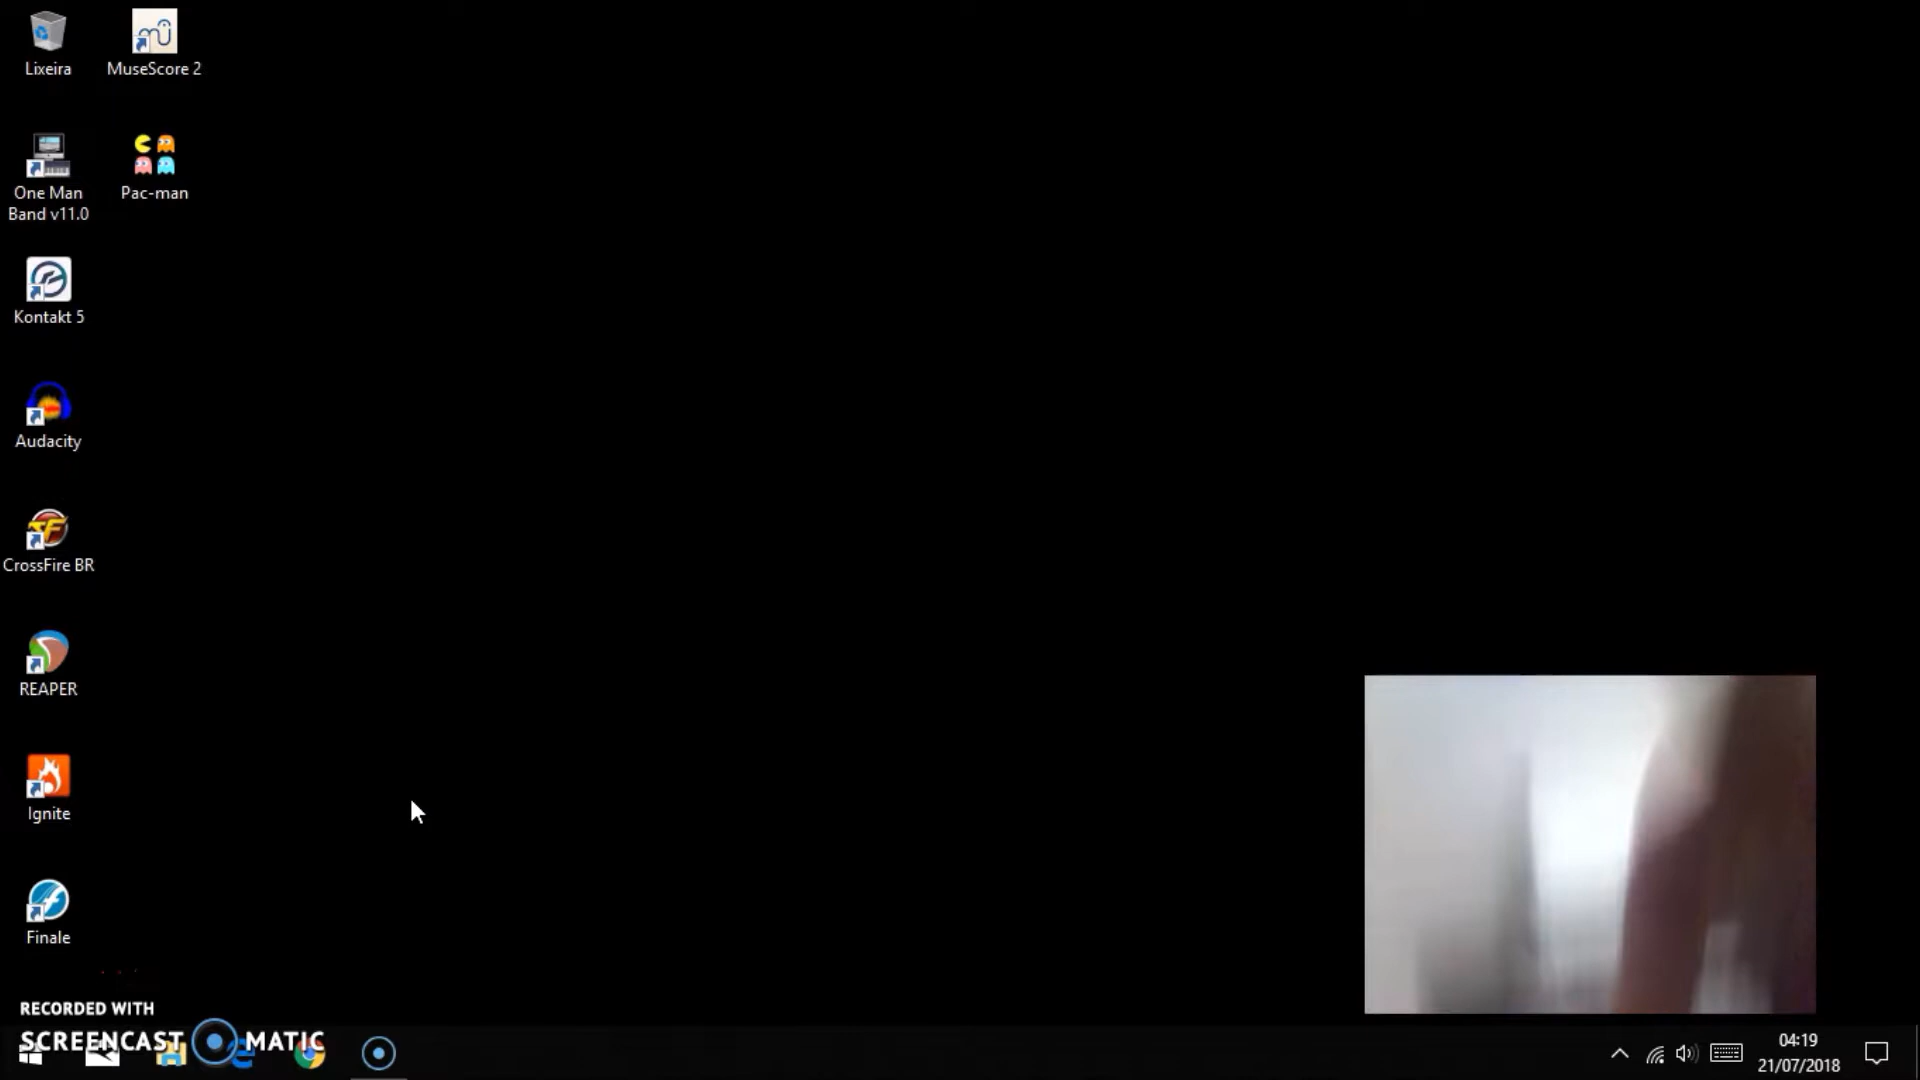 Lixeira
MuseScore 2
One Man
Band v11.0
Pac-man
Kontakt 5
Audacity
CrossFire BR
REAPER
Ignite
Finale
RECORDED WITH
SCREENCAST MATIC
04:19
21/07/2018